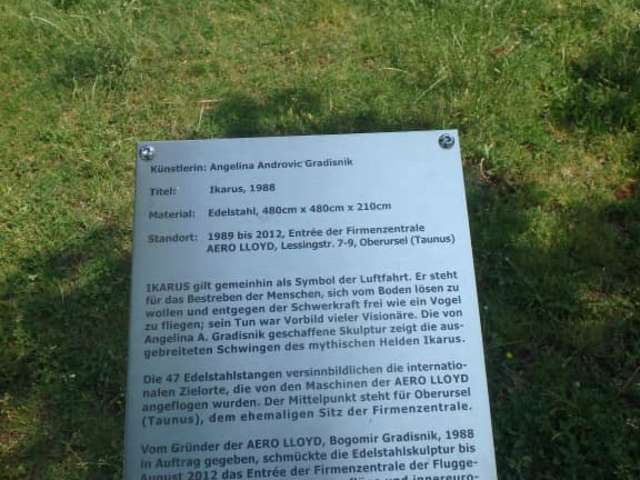 Künstlerin: Angelina Androvic Gradisnik
Titel: Ikarus, 1988
Material: Edelstahl, 480cm x 480cm x 210cm
Standort: 1989 bis 2012, Entrée der Firmenzentrale
AERO LLOYD, Lessingstr. 7-9, Oberursel (Taunus)
IKARUS gilt gemeinhin als Symbol der Luftfahrt. Er steht
für das Bestreben der Menschen, sich vom Boden lösen zu
wollen und entgegen der Schwerkraft frei wie ein Vogel
zu fliegen; sein Tun war Vorbild vieler Visionäre. Die von
Angelina A. Gradisnik geschaffene Skulptur zeigt die aus-
gebreiteten Schwingen des mythischen Helden Ikarus.
Die 47 Edelstahlstangen versinnbildlichen die internatio-
nalen Zielorte, die von den Maschinen der AERO LLOYD
angeflogen wurden. Der Mittelpunkt steht für Oberursel
(Taunus), dem ehemaligen Sitz der Firmenzentrale.
Vom Gründer der AERO LLOYD, Bogomir Gradisnik, 1988
in Auftrag gegeben, schmückte die Edelstahlskulptur bis
August 2012 das Entrée der Firmenzentrale der Flugge-
und innereuro-